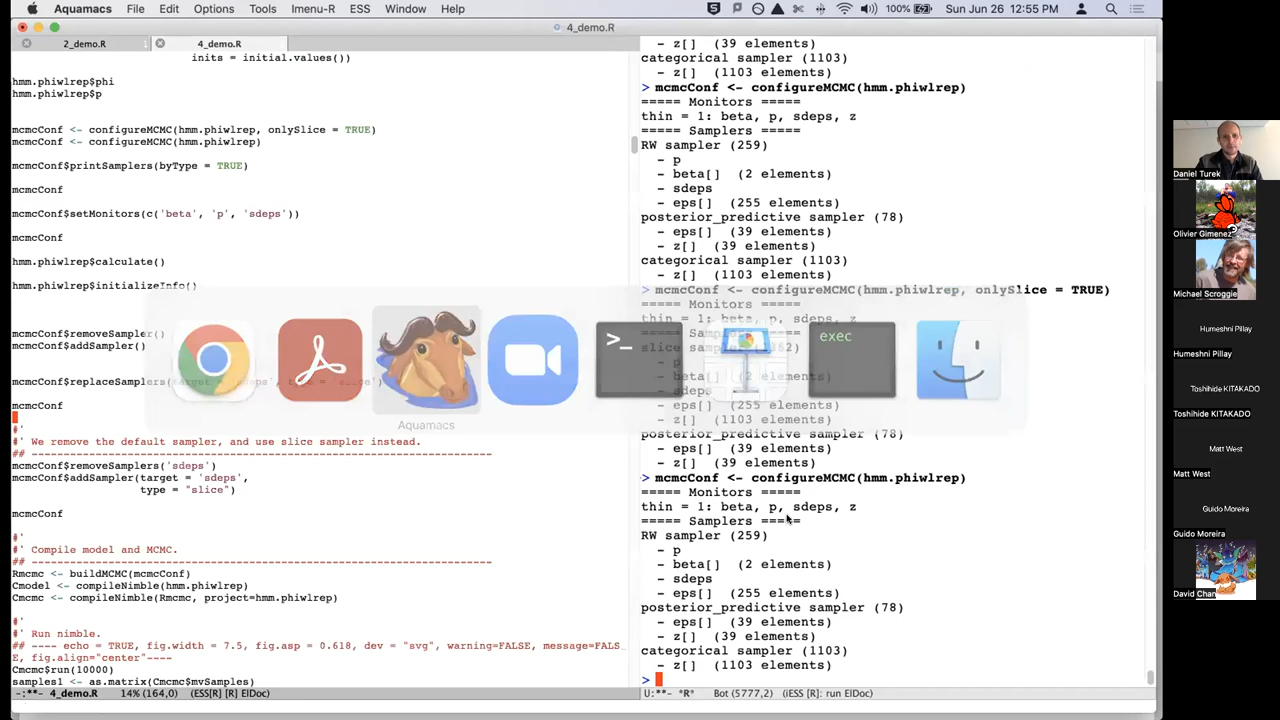 Aquamacs File Edit Options Tools Imenu-R ESS Window Help 100% Sun Jun 26 12:55 PM
4_demo.R
2_demo.R 1 4_demo.R
inits = initial.values())
hmm.phiwlrep$phi
hmm.phiwlrep$p
mcmcConf <- configureMCMC(hmm.phiwlrep, onlySlice = TRUE)
mcmcConf <- configureMCMC(hmm.phiwlrep)
mcmcConf$printSamplers(byType = TRUE)
mcmcConf
mcmcConf$setMonitors(c('beta', 'p', 'sdeps'))
mcmcConf
hmm.phiwlrep$calculate()
hmm.phiwlrep$initializeInfo()
mcmcConf$removeSampler()
mcmcConf$addSampler()
mcmcConf$replaceSamplers(target = 'sdeps', type = 'slice')
mcmcConf
#'
#' We remove the default sampler, and use slice sampler instead.
## ------------------------------------------------------------------
mcmcConf$removeSamplers('sdeps')
mcmcConf$addSampler(target = 'sdeps',
type = "slice")
mcmcConf
#'
#' Compile model and MCMC.
## ------------------------------------------------------------------
Rmcmc <- buildMCMC(mcmcConf)
Cmodel <- compileNimble(hmm.phiwlrep)
Cmcmc <- compileNimble(Rmcmc, project=hmm.phiwlrep)
#'
#' Run nimble.
## ---- echo = TRUE, fig.width = 7.5, fig.asp = 0.618, dev = "svg", warning=FALSE, message=FALS
E, fig.align="center"----
Cmcmc$run(10000)
samples1 <- as.matrix(Cmcmc$mvSamples)
-:**- 4_demo.R 14% (164,0) (ESS[R] [R] ElDoc)
- z[] (39 elements)
categorical sampler (1103)
- z[] (1103 elements)
> mcmcConf <- configureMCMC(hmm.phiwlrep)
===== Monitors =====
thin = 1: beta, p, sdeps, z
===== Samplers =====
RW sampler (259)
- p
- beta[] (2 elements)
- sdeps
- eps[] (255 elements)
posterior_predictive sampler (78)
- eps[] (39 elements)
- z[] (39 elements)
categorical sampler (1103)
- z[] (1103 elements)
> mcmcConf <- configureMCMC(hmm.phiwlrep, onlySlice = TRUE)
===== Monitors =====
thin = 1: beta, p, sdeps, z
===== Samplers =====
slice sampler (1362)
- p
- beta[] (2 elements)
- sdeps
- eps[] (255 elements)
- z[] (1103 elements)
posterior_predictive sampler (78)
- eps[] (39 elements)
- z[] (39 elements)
> mcmcConf <- configureMCMC(hmm.phiwlrep)
===== Monitors =====
thin = 1: beta, p, sdeps, z
===== Samplers =====
RW sampler (259)
- p
- beta[] (2 elements)
- sdeps
- eps[] (255 elements)
posterior_predictive sampler (78)
- eps[] (39 elements)
- z[] (39 elements)
categorical sampler (1103)
- z[] (1103 elements)
>
U:**- *R* Bot (5777,2) (iESS [R]: run ElDoc)
>_
exec
Aquamacs
Daniel Turek
Olivier Gimenez
Michael Scroggie
Humeshni Pillay
Humeshni Pillay
Toshihide KITAKADO
Toshihide KITAKADO
Matt West
Matt West
Guido Moreira
Guido Moreira
David Chan